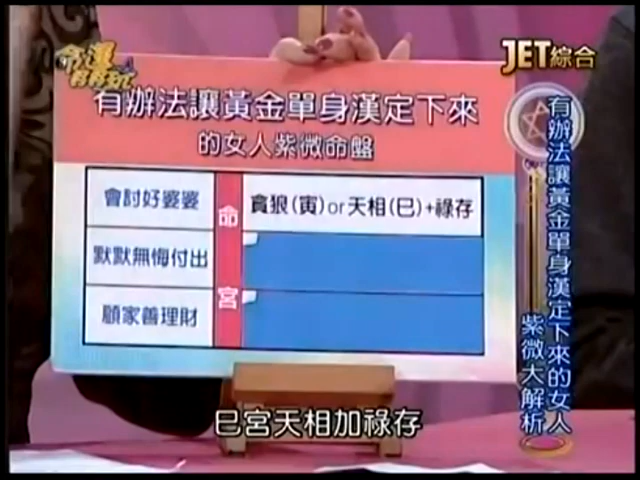 命運好好玩
JET綜合
有辦法讓黃金單身漢定下來
的女人紫微命盤
會討好婆婆
命
貪狼(寅)or天相(巳)+祿存
默默無悔付出
宮
顧家善理財
有辦法讓黃金單身漢定下來的女人
紫微大解析
巳宮天相加祿存